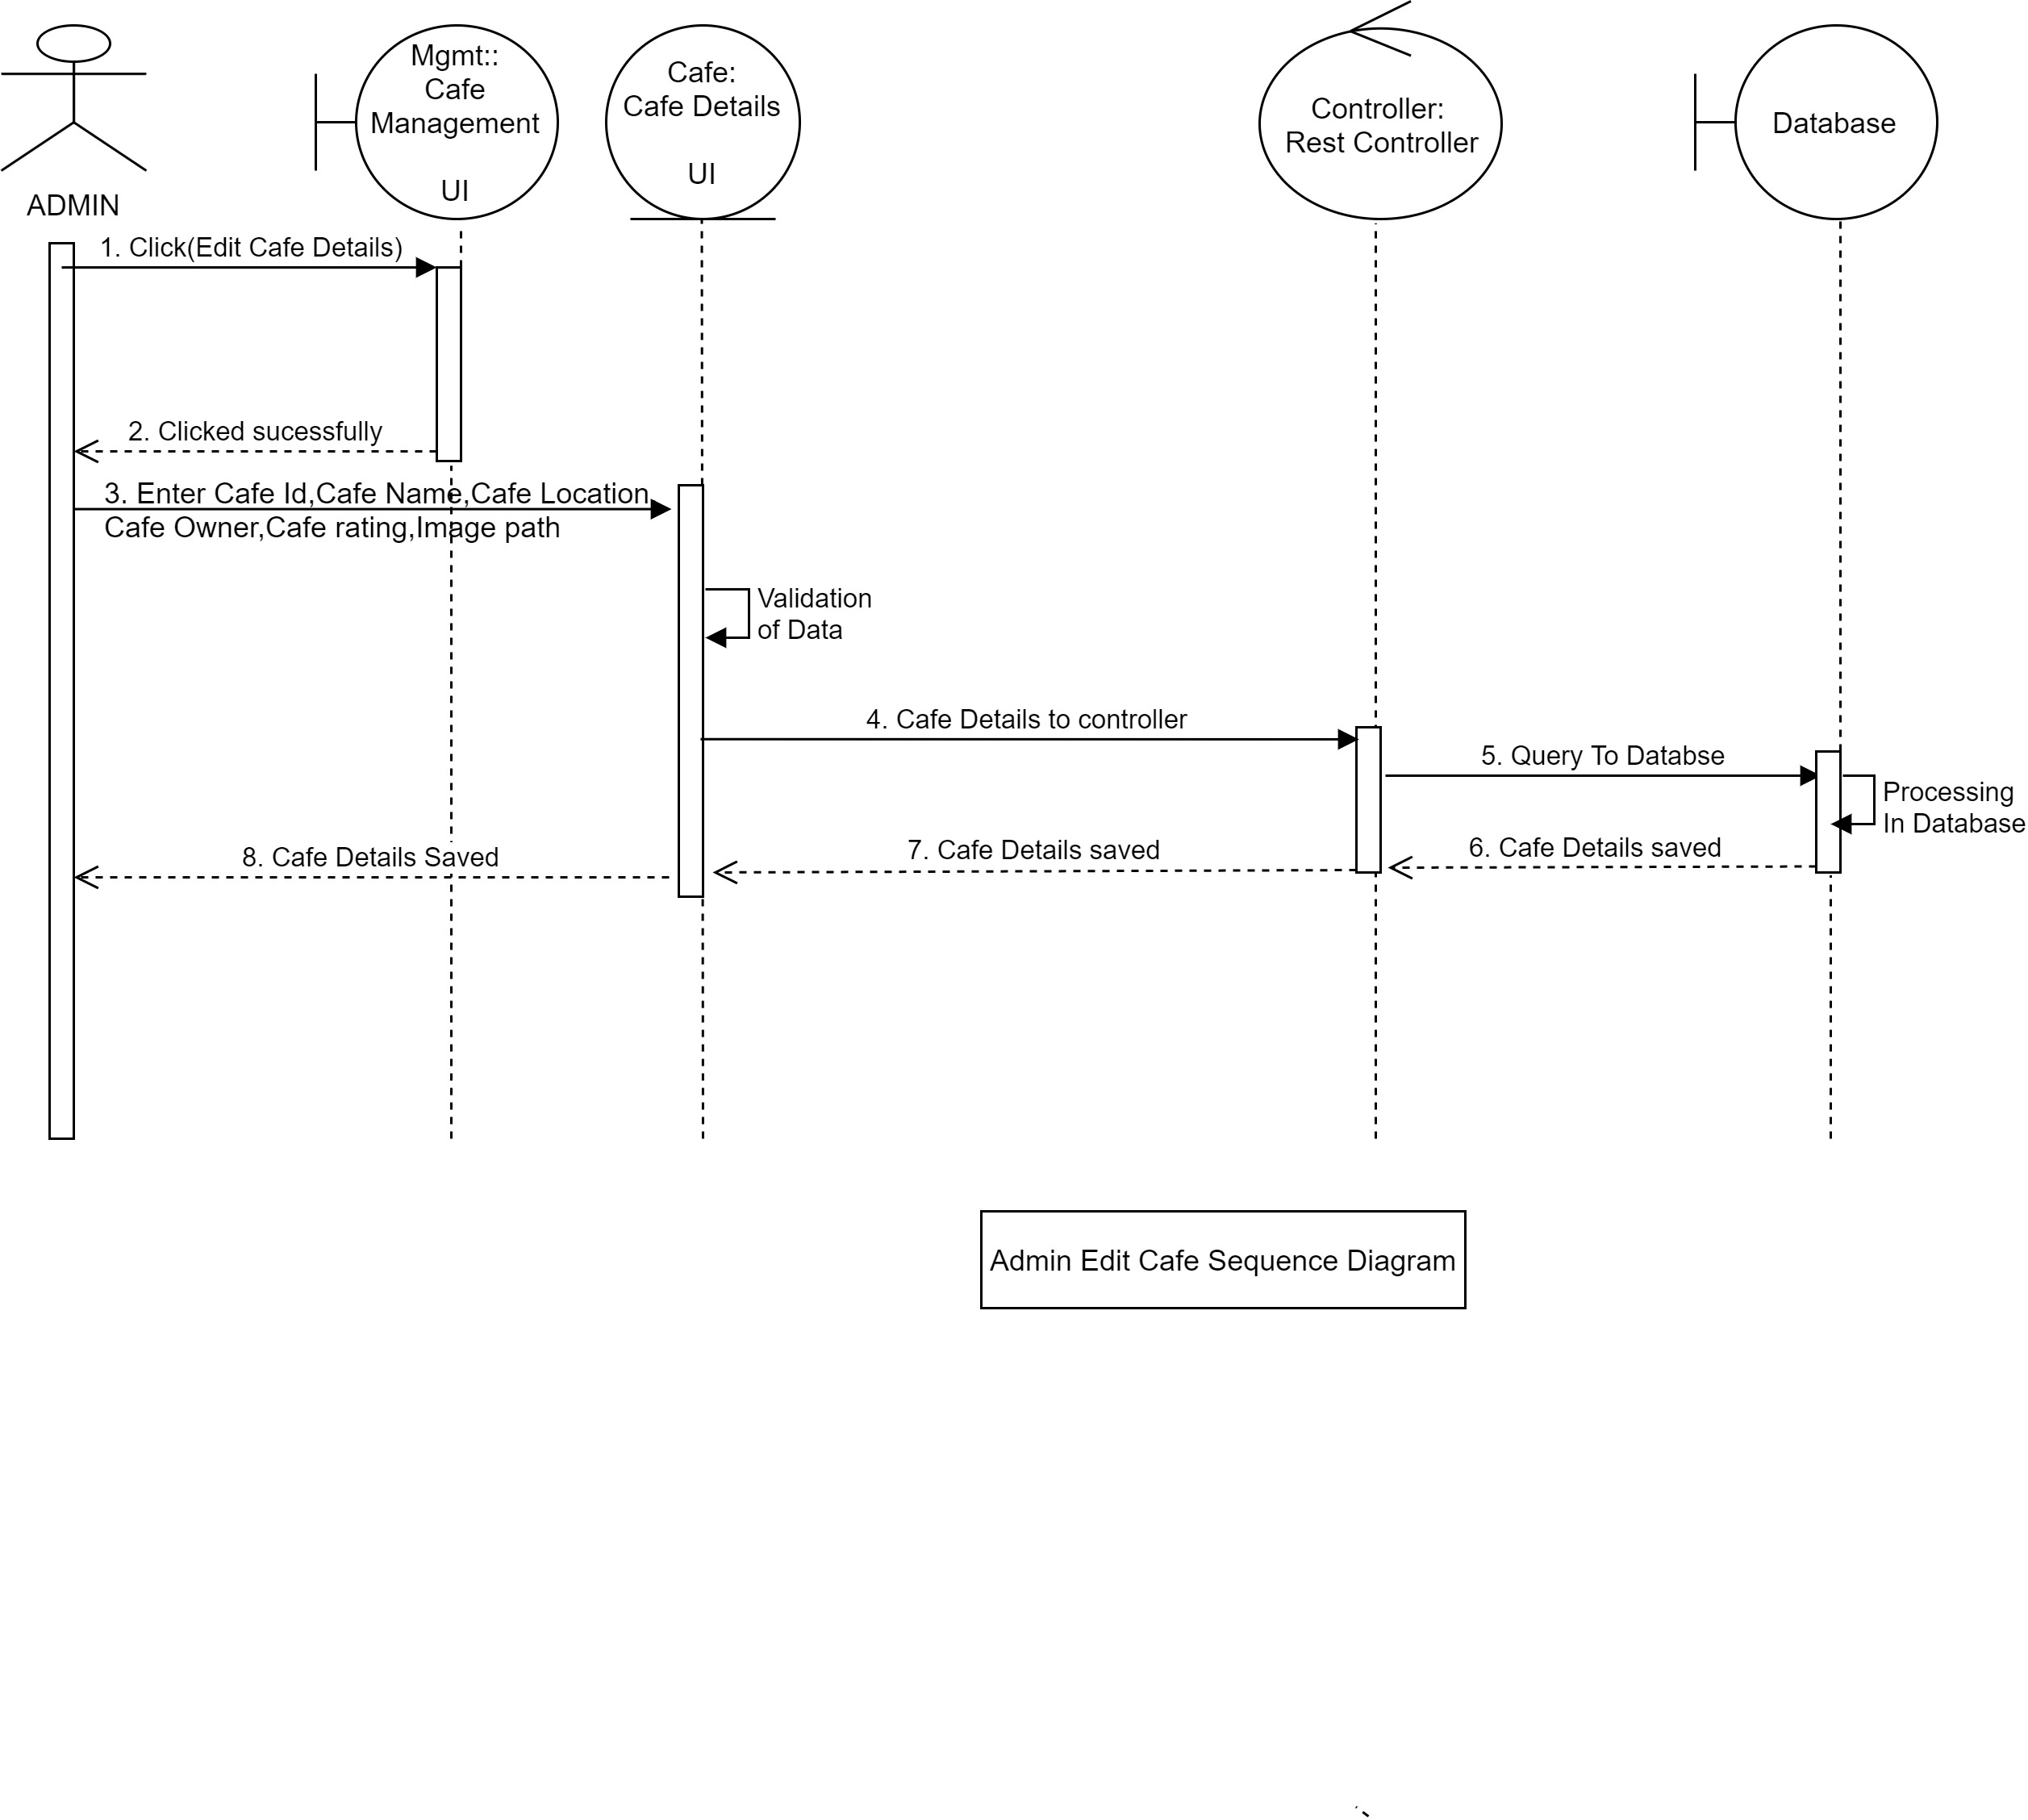 Mgmt::
Cafe
Management
UI
Cafe:
Cafe Details
UI
Controller:
Rest Controller
Database
ADMIN
1. Click(Edit Cafe Details)
2. Clicked sucessfully
3. Enter Cafe Id,Cafe Name,Cafe Location
Cafe Owner,Cafe rating,Image path
Validation
of Data
4. Cafe Details to controller
5. Query To Databse
Processing
In Database
6. Cafe Details saved
7. Cafe Details saved
8. Cafe Details Saved
Admin Edit Cafe Sequence Diagram